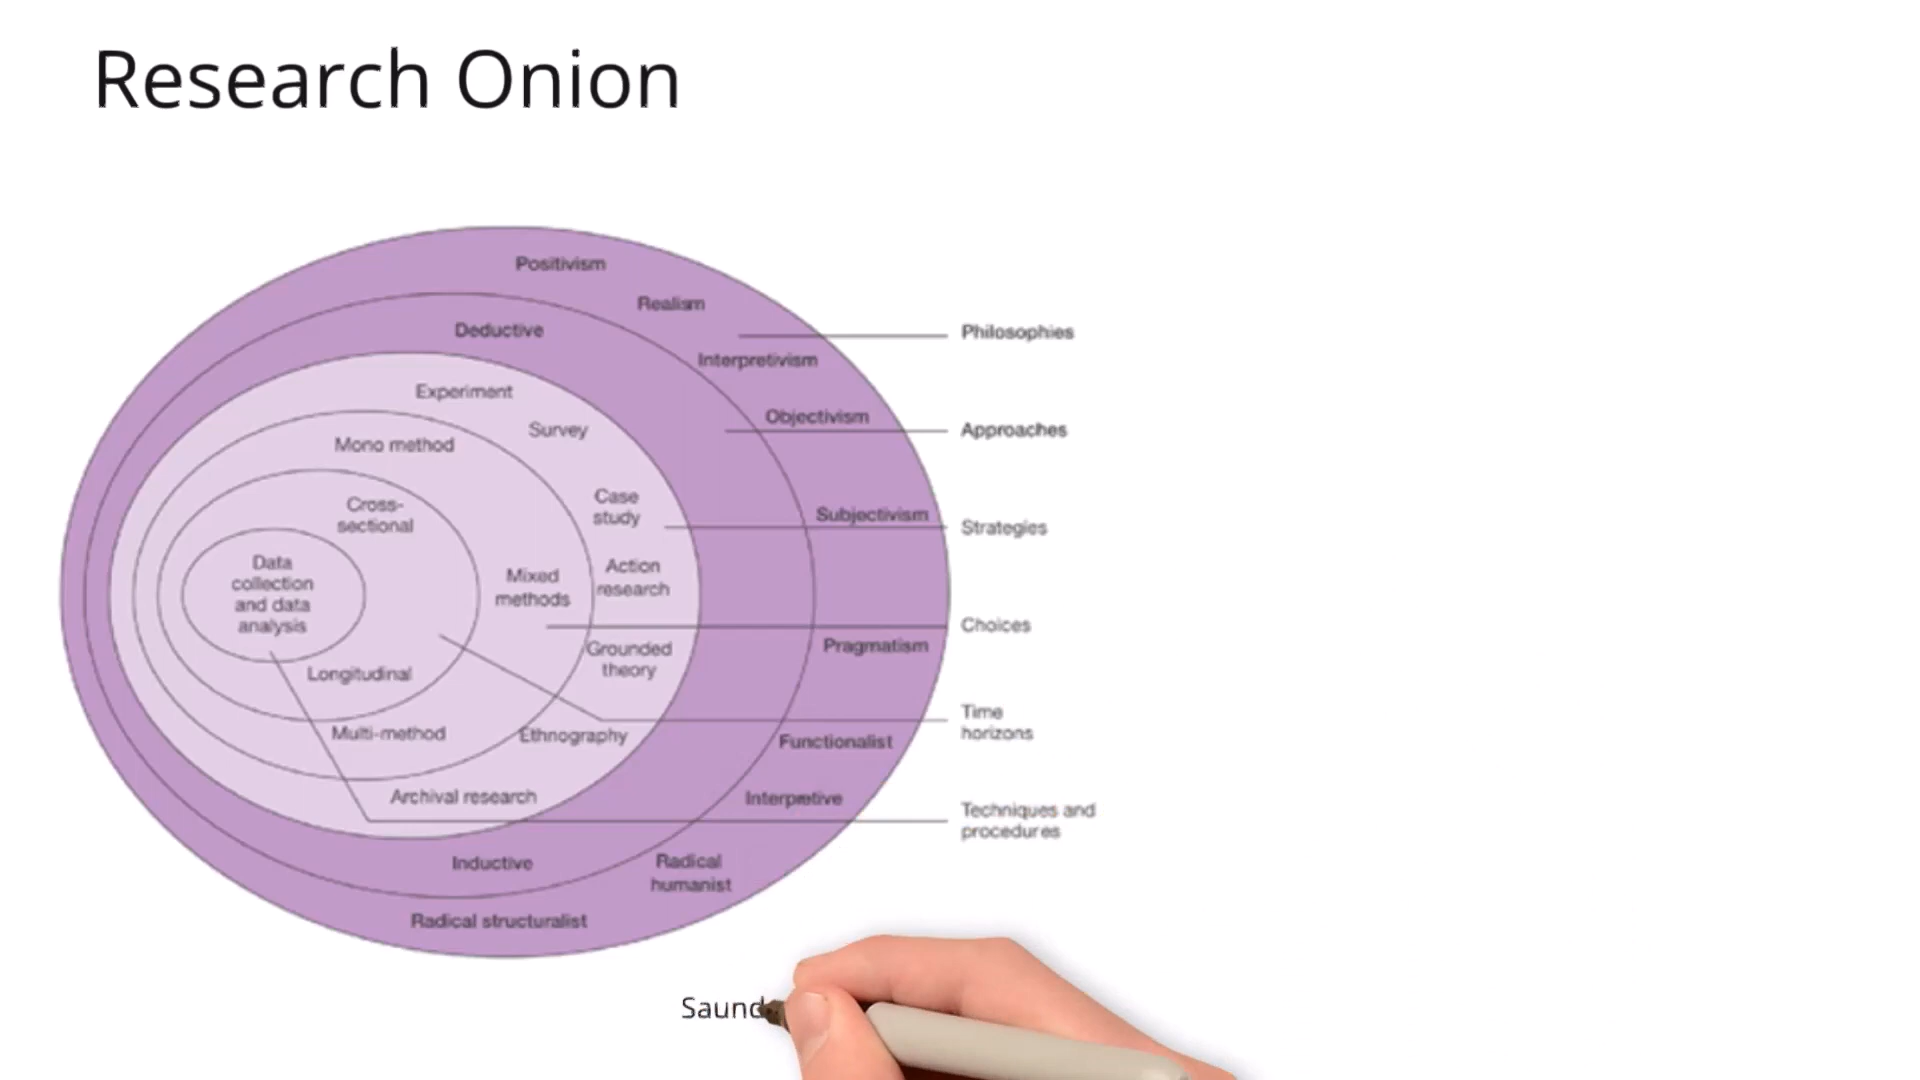 Research Onion
Positivism
Realism
Deductive
Philosophies
Interpretivism
Experiment
Objectivism
Survey
Approaches
Mono method
Case
study
Cross-
sectional
Subjectivism
Strategies
Data
collection
and data
analysis
Mixed
methods
Action
research
Choices
Grounded
theory
Pragmatism
Longitudinal
Time
horizons
Multi-method
Ethnography
Functionalist
Archival research
Interpretive
Techniques and
procedures
Inductive
Radical
humanist
Radical structuralist
Saund